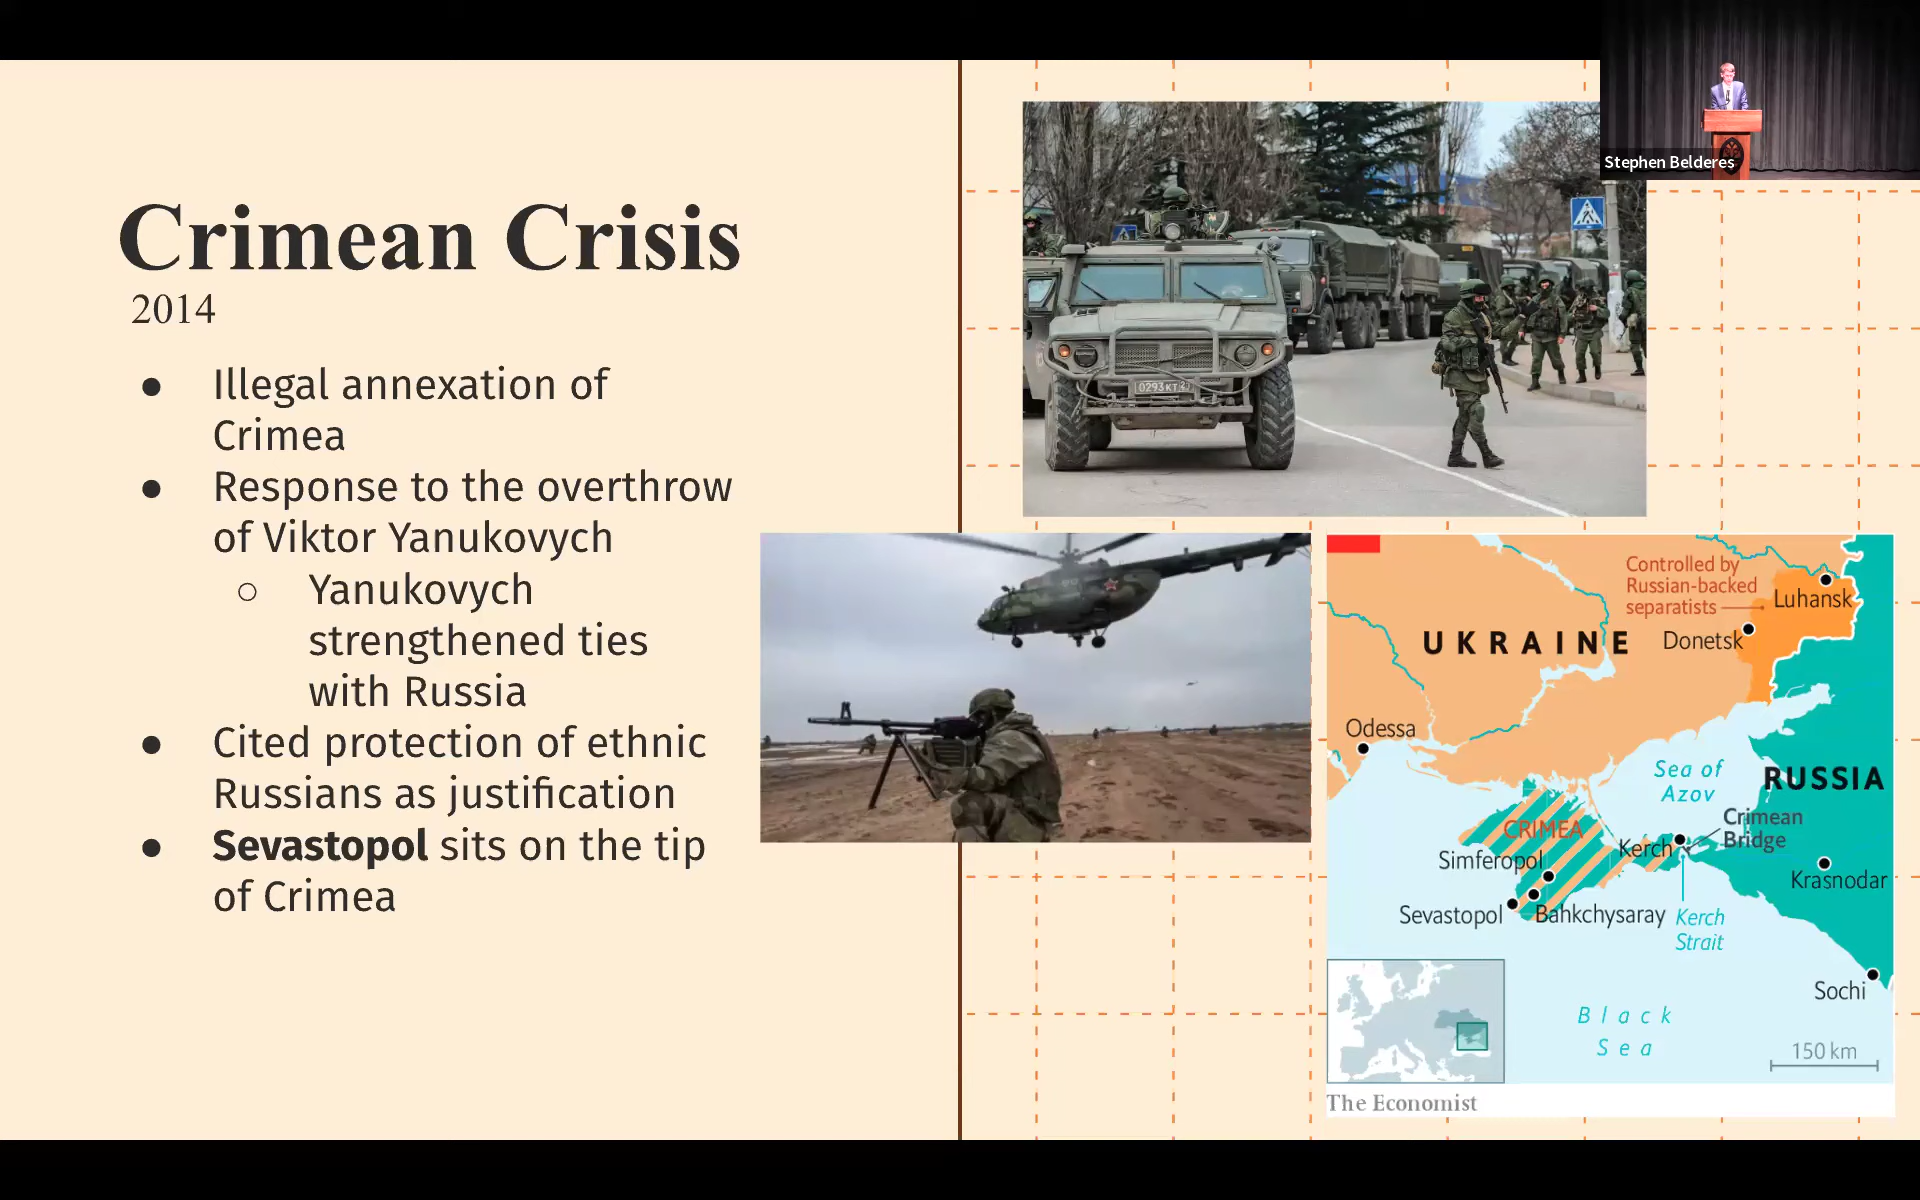 Stephen Belderes
Crimean Crisis
2014
● Illegal annexation of
Crimea
● Response to the overthrow
of Viktor Yanukovych
○ Yanukovych
strengthened ties
with Russia
● Cited protection of ethnic
Russians as justification
● Sevastopol sits on the tip
of Crimea
0293КТ
Controlled by
Russian-backed
separatists
Luhansk
Donetsk
UKRAINE
Odessa
Sea of
Azov
RUSSIA
CRIMEA
Crimean
Bridge
Kerch
Simferopol
Krasnodar
Sevastopol
Bahkchysaray
Kerch
Strait
Sochi
Black
Sea
150 km
The Economist